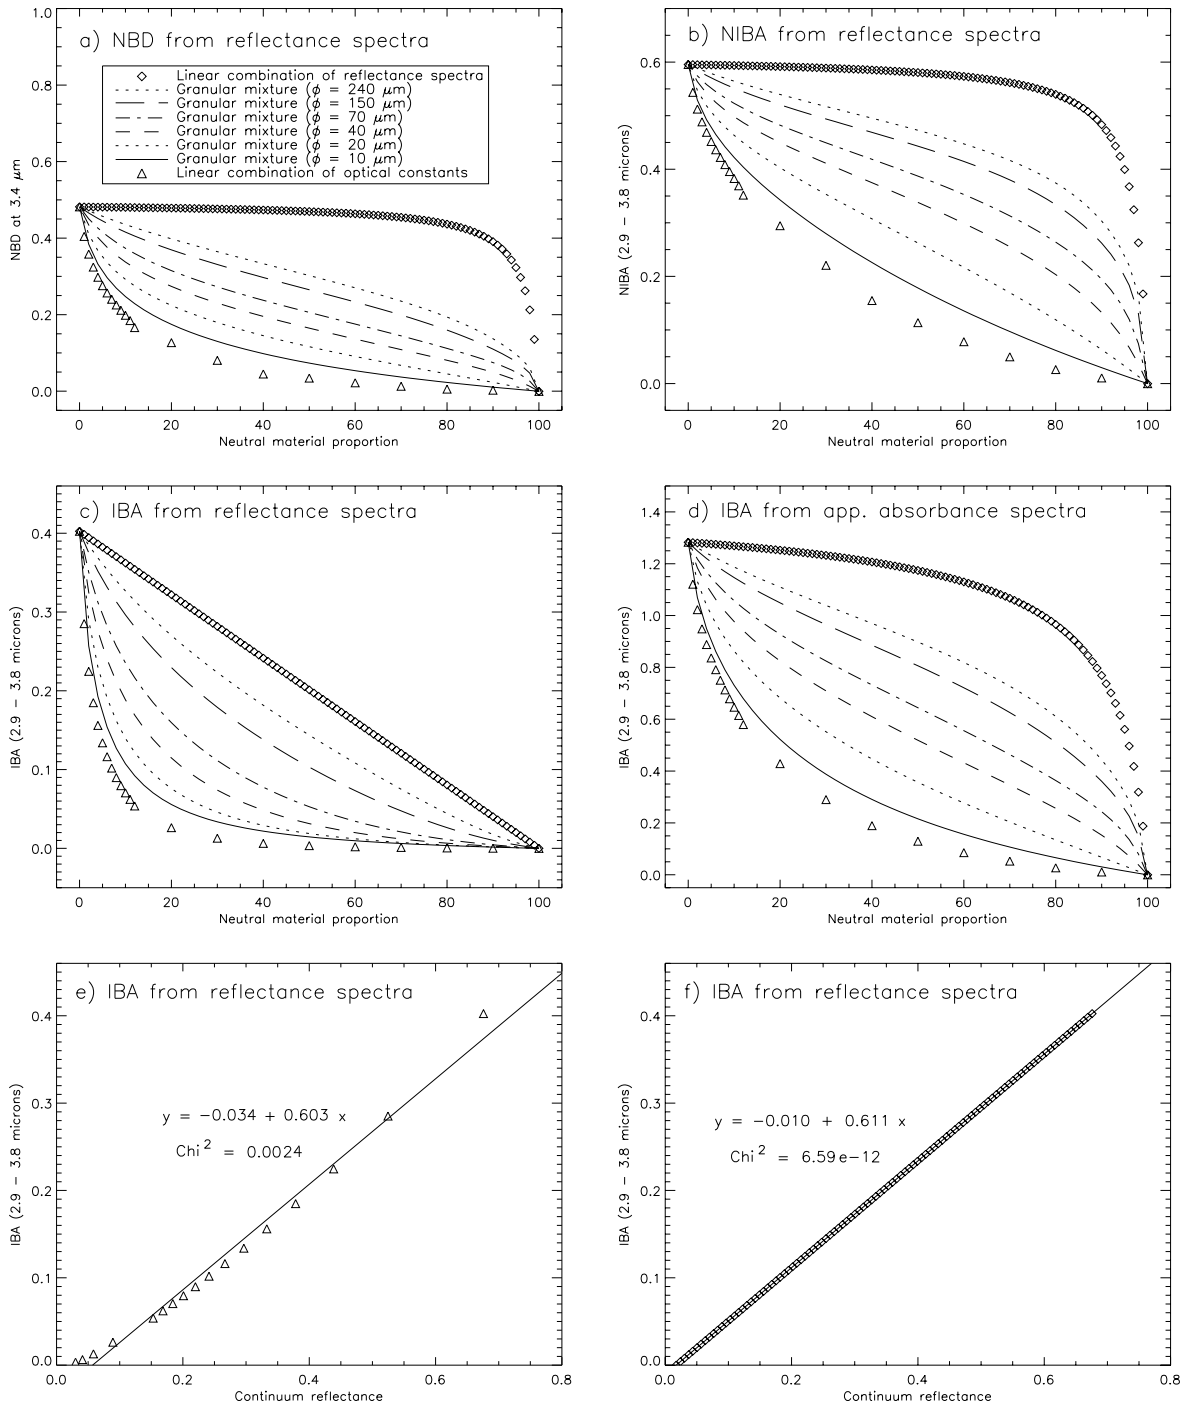 a) NBD from reflectance spectra
Linear combination of reflectance spectra
Granular mixture (ϕ = 240 μm)
Granular mixture (ϕ = 150 μm)
Granular mixture (ϕ = 70 μm)
Granular mixture (ϕ = 40 μm)
Granular mixture (ϕ = 20 μm)
Granular mixture (ϕ = 10 μm)
Linear combination of optical constants
NBD at 3.4 μm
1.0
0.8
0.6
0.4
0.2
0.0
0 20 40 60 80 100
Neutral material proportion
b) NIBA from reflectance spectra
NIBA (2.9 − 3.8 microns)
0.6
0.4
0.2
0.0
0 20 40 60 80 100
Neutral material proportion
c) IBA from reflectance spectra
IBA (2.9 − 3.8 microns)
0.4
0.3
0.2
0.1
0.0
0 20 40 60 80 100
Neutral material proportion
d) IBA from app. absorbance spectra
IBA (2.9 − 3.8 microns)
1.4
1.2
1.0
0.8
0.6
0.4
0.2
0.0
0 20 40 60 80 100
Neutral material proportion
e) IBA from reflectance spectra
y = −0.034 + 0.603 x
Chi² = 0.0024
IBA (2.9 − 3.8 microns)
0.4
0.3
0.2
0.1
0.0
0.0 0.2 0.4 0.6 0.8
Continuum reflectance
f) IBA from reflectance spectra
y = −0.010 + 0.611 x
Chi² = 6.59e−12
IBA (2.9 − 3.8 microns)
0.4
0.3
0.2
0.1
0.0
0.0 0.2 0.4 0.6 0.8
Continuum reflectance